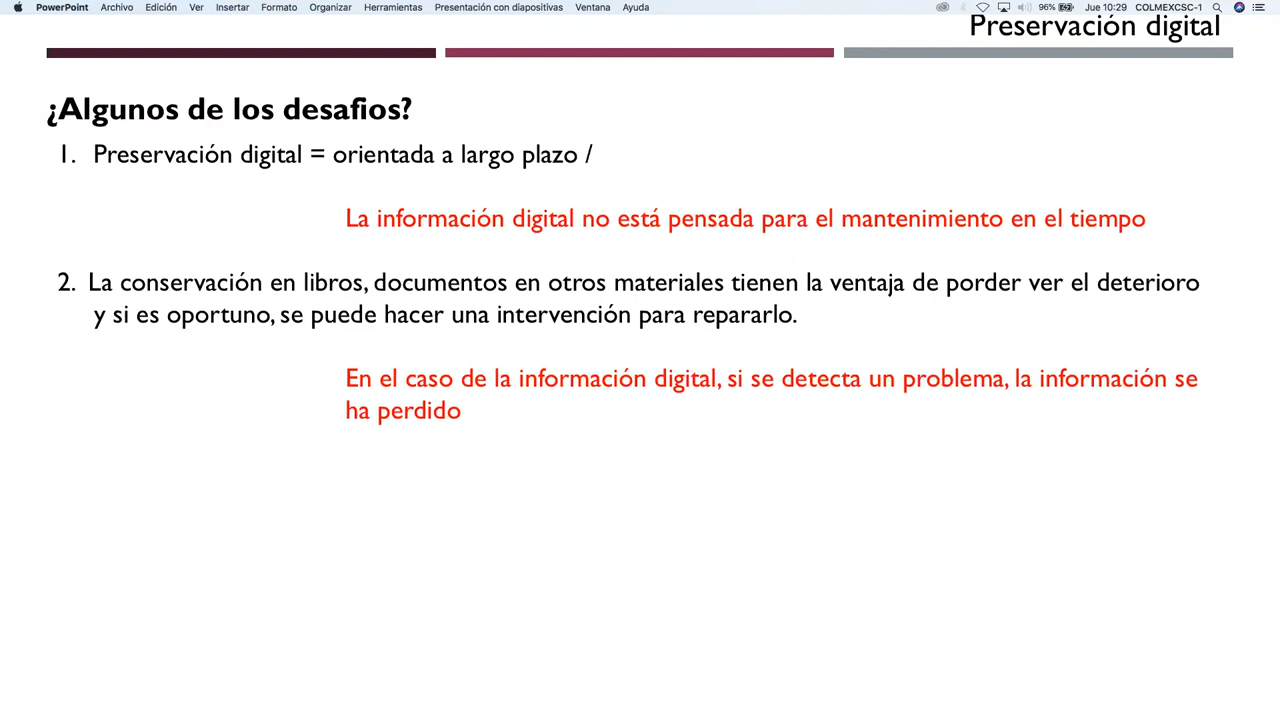 PowerPoint Archivo Edición Ver Insertar Formato Organizar Herramientas Presentación con diapositivas Ventana Ayuda 96% Jue 10:29 COLMEXCSC-1
Preservación digital
¿Algunos de los desafios?
1. Preservación digital = orientada a largo plazo /
La información digital no está pensada para el mantenimiento en el tiempo
2. La conservación en libros, documentos en otros materiales tienen la ventaja de porder ver el deterioro
y si es oportuno, se puede hacer una intervención para repararlo.
En el caso de la información digital, si se detecta un problema, la información se
ha perdido